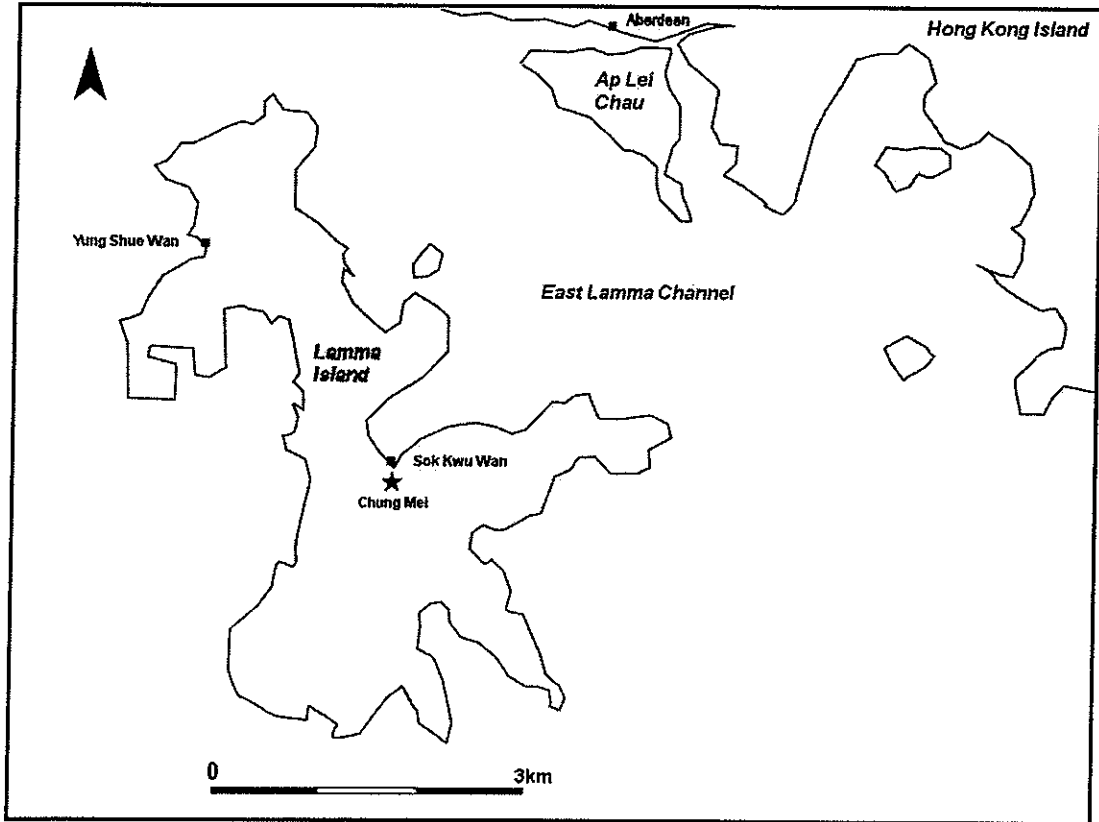 Aberdeen
Hong Kong Island
Ap Lei
Chau
Yung Shue Wan
East Lamma Channel
Lamma
Island
Sok Kwu Wan
Chung Mei
0 3km